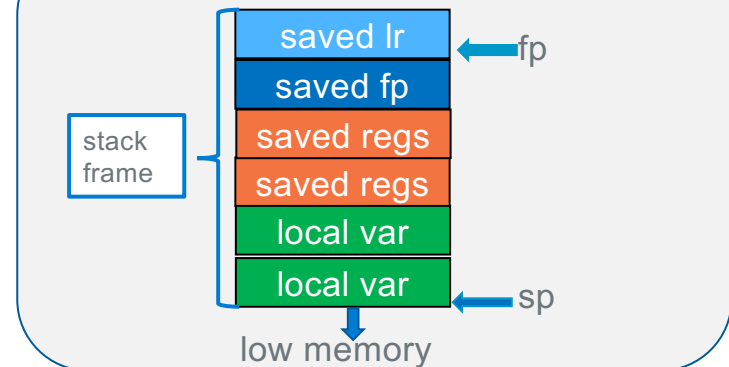 saved lr
fp
saved fp
saved regs
stack
frame
saved regs
local var
local var
sp
low memory